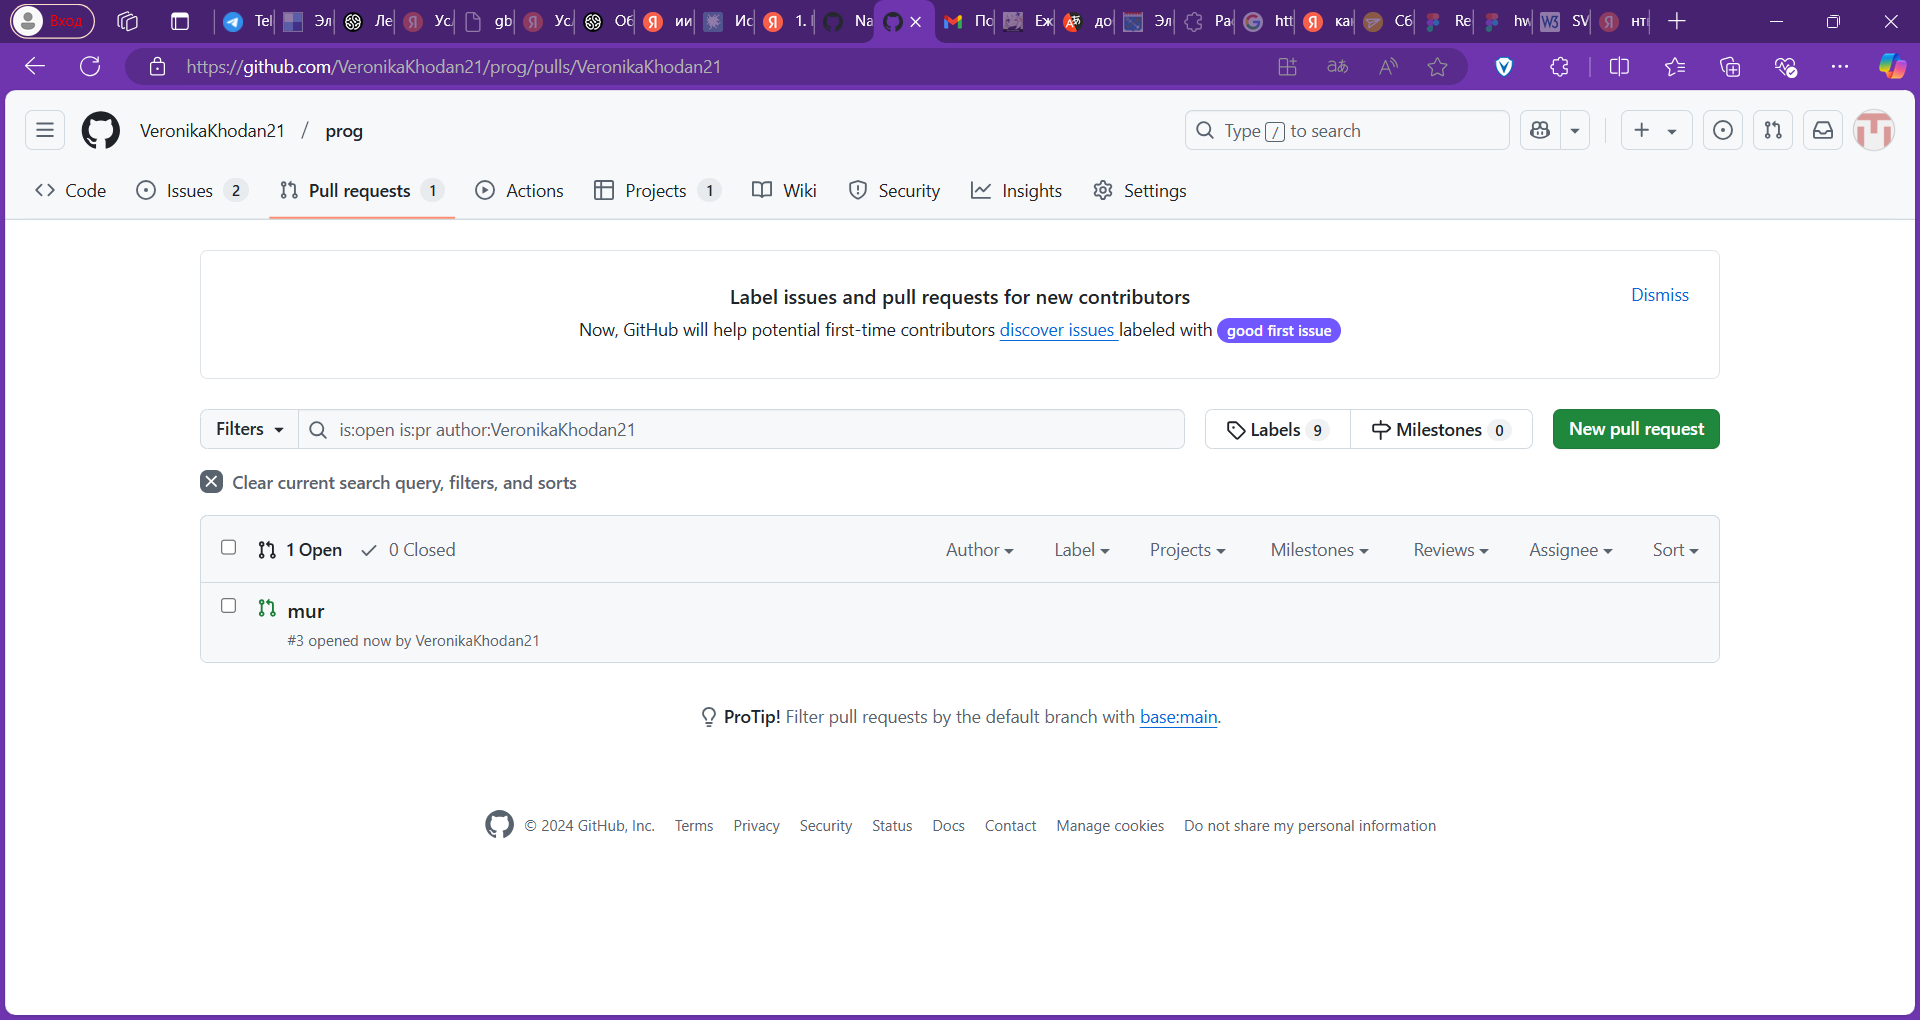 Вход Tel Эл Ле Ус. gb Ус. Об ии Ис 1. Na По Еж до Эл Ра htt ка Сб Re hw SV
https://github.com/VeronikaKhodan21/prog/pulls/VeronikaKhodan21
VeronikaKhodan21 / prog
Type / to search
Code Issues 2 Pull requests 1 Actions Projects 1 Wiki Security Insights Settings
Label issues and pull requests for new contributors
Dismiss
Now, GitHub will help potential first-time contributors discover issues labeled with good first issue
Filters is:open is:pr author:VeronikaKhodan21 Labels 9 Milestones 0 New pull request
Clear current search query, filters, and sorts
1 Open 0 Closed Author Label Projects Milestones Reviews Assignee Sort
mur
#3 opened now by VeronikaKhodan21
ProTip! Filter pull requests by the default branch with base:main.
© 2024 GitHub, Inc. Terms Privacy Security Status Docs Contact Manage cookies Do not share my personal information